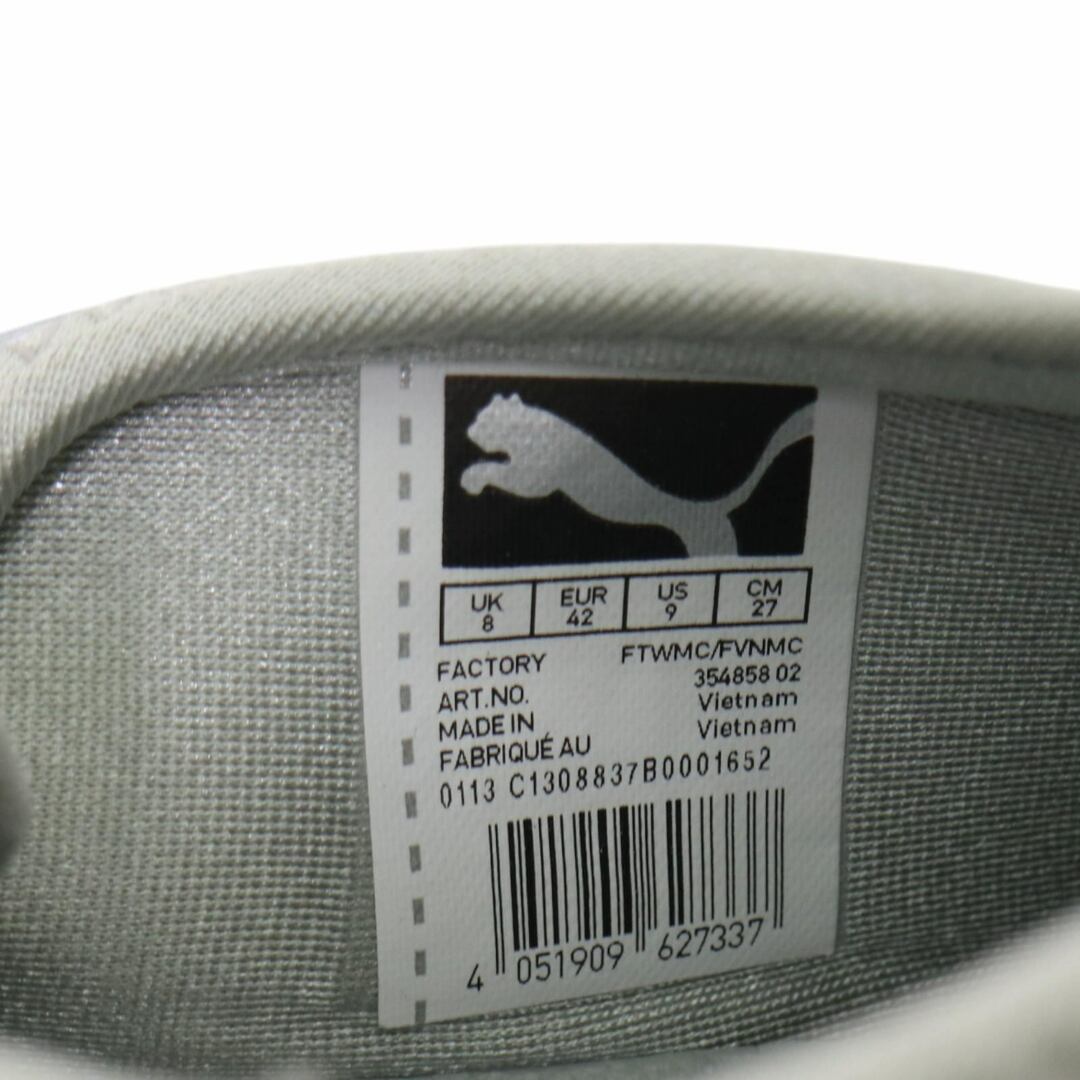 UK EUR US CM
8 42 9 27
FACTORY FTWMC/FVNMC
ART.NO. 354858 02
MADE IN Vietnam
FABRIQUÉ AU Vietnam
0113 C1308837B0001652
4 051909 627337